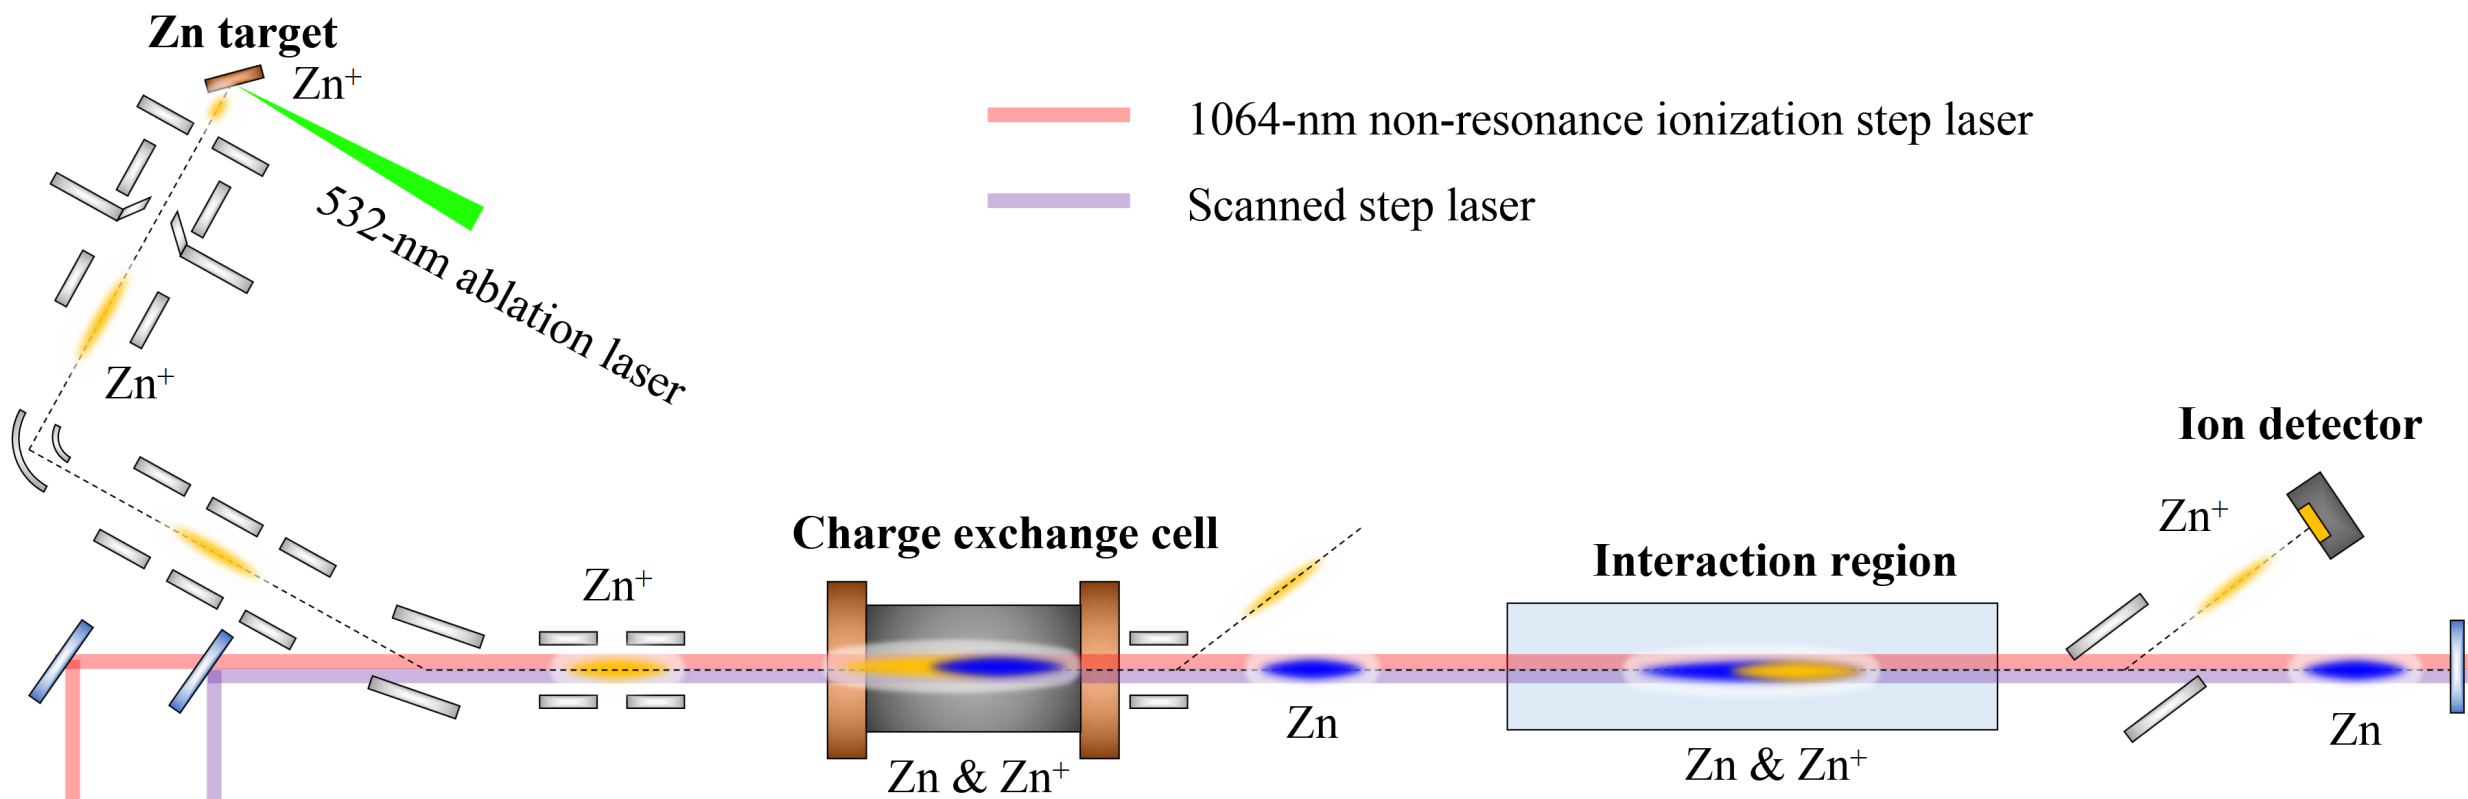 Zn target
Zn⁺
1064-nm non-resonance ionization step laser
Scanned step laser
532-nm ablation laser
Zn⁺
Ion detector
Zn⁺
Charge exchange cell
Interaction region
Zn⁺
Zn
Zn
Zn & Zn⁺
Zn & Zn⁺